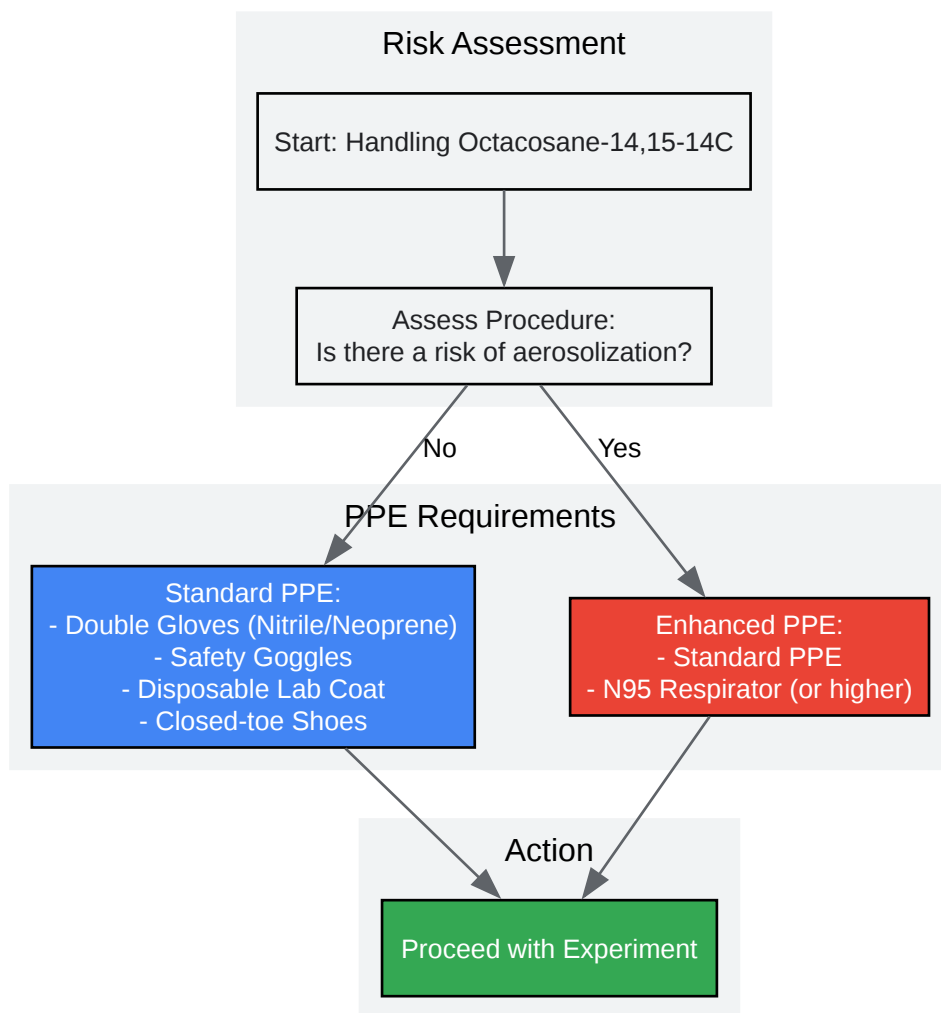 Risk Assessment
Start: Handling Octacosane-14,15-14C
Assess Procedure:
Is there a risk of aerosolization?
No
Yes
PPE Requirements
Standard PPE:
- Double Gloves (Nitrile/Neoprene)
- Safety Goggles
- Disposable Lab Coat
- Closed-toe Shoes
Enhanced PPE:
- Standard PPE
- N95 Respirator (or higher)
Action
Proceed with Experiment